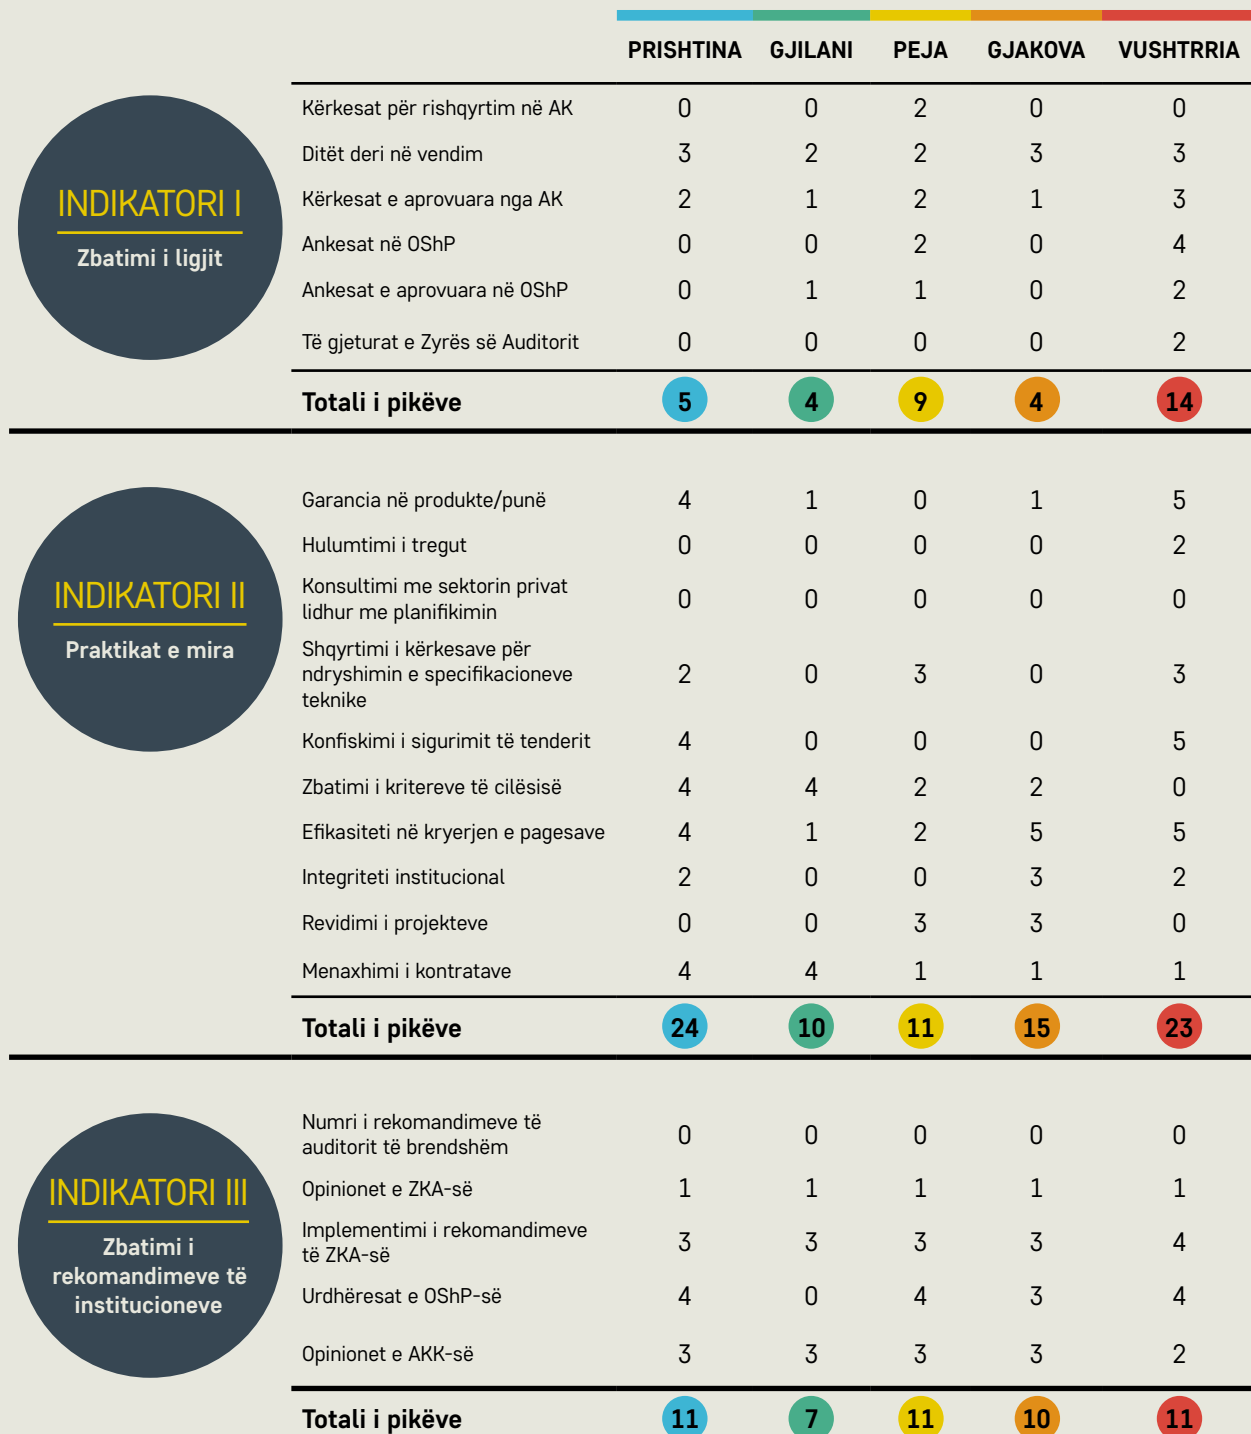 PRISHTINA GJILANI PEJA GJAKOVA VUSHTRRIA
INDIKATORI I
Zbatimi i ligjit
Kërkesat për rishqyrtim në AK 0 0 2 0 0
Ditët deri në vendim 3 2 2 3 3
Kërkesat e aprovuara nga AK 2 1 2 1 3
Ankesat në OShP 0 0 2 0 4
Ankesat e aprovuara në OShP 0 1 1 0 2
Të gjeturat e Zyrës së Auditorit 0 0 0 0 2
Totali i pikëve 5 4 9 4 14
INDIKATORI II
Praktikat e mira
Garancia në produkte/punë 4 1 0 1 5
Hulumtimi i tregut 0 0 0 0 2
Konsultimi me sektorin privat
lidhur me planifikimin 0 0 0 0 0
Shqyrtimi i kërkesave për
ndryshimin e specifikacioneve
teknike 2 0 3 0 3
Konfiskimi i sigurimit të tenderit 4 0 0 0 5
Zbatimi i kritereve të cilësisë 4 4 2 2 0
Efikasiteti në kryerjen e pagesave 4 1 2 5 5
Integriteti institucional 2 0 0 3 2
Revidimi i projekteve 0 0 3 3 0
Menaxhimi i kontratave 4 4 1 1 1
Totali i pikëve 24 10 11 15 23
INDIKATORI III
Zbatimi i
rekomandimeve të
institucioneve
Numri i rekomandimeve të
auditorit të brendshëm 0 0 0 0 0
Opinionet e ZKA-së 1 1 1 1 1
Implementimi i rekomandimeve
të ZKA-së 3 3 3 3 4
Urdhëresat e OShP-së 4 0 4 3 4
Opinionet e AKK-së 3 3 3 3 2
Totali i pikëve 11 7 11 10 11